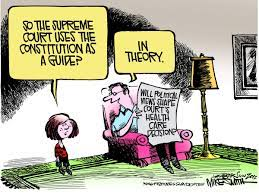 SO THE SUPREME
COURT USES THE
CONSTITUTION AS
A GUIDE?
IN
THEORY.
WILL POLITICAL
VIEWS SHAPE
COURT'S
HEALTH
CARE
DECISION?